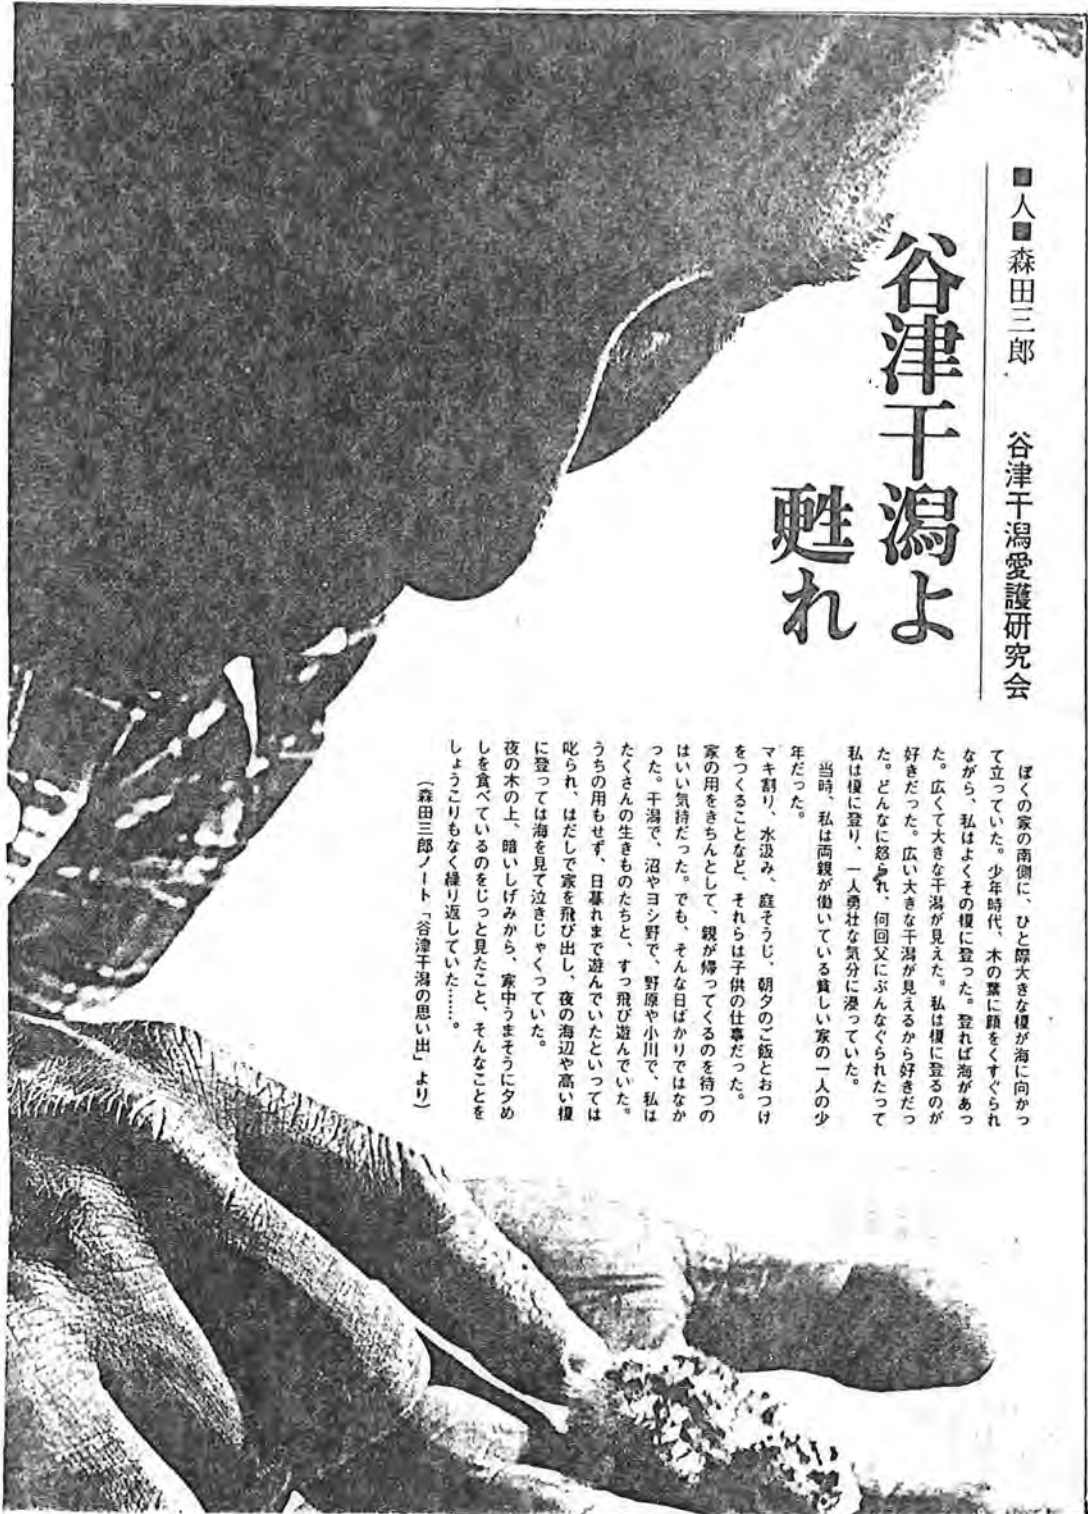 ■人■森田三郎　谷津干潟愛護研究会
谷津干潟よ
甦れ
ぼくの家の南側に、ひと際大きな榎が海に向かっ
て立っていた。少年時代、木の葉に顔をくすぐられ
ながら、私はよくその榎に登った。登れば海があっ
た。広くて大きな干潟が見えた。私は榎に登るのが
好きだった。広い大きな干潟が見えるから好きだっ
た。どんなに怒られ、何回父にぶんなぐられたって
私は榎に登り、一人勇壮な気分に浸っていた。
当時、私は両親が働いている貧しい家の一人の少
年だった。
マキ割り、水汲み、庭そうじ、朝夕のご飯とおつけ
をつくることなど、それらは子供の仕事だった。
家の用をきちんとして、親が帰ってくるのを待つの
はいい気持だった。でも、そんな日ばかりではなか
った。干潟で、沼やヨシ野で、野原や小川で、私は
たくさんの生きものたちと、すっ飛び遊んでいた。
うちの用もせず、日暮れまで遊んでいたといっては
叱られ、はだしで家を飛び出し、夜の海辺や高い榎
に登っては海を見て泣きじゃくっていた。
夜の木の上、暗いしげみから、家中うまそうに夕め
しを食べているのをじっと見たこと、そんなことを
しょうこりもなく繰り返していた……。
（森田三郎ノート「谷津干潟の思い出」より）